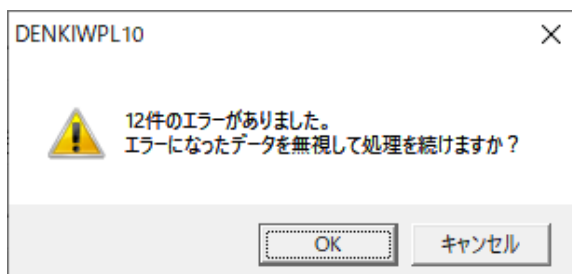 DENKIWPL10
12件のエラーがありました。
エラーになったデータを無視して処理を続けますか？
OK
キャンセル